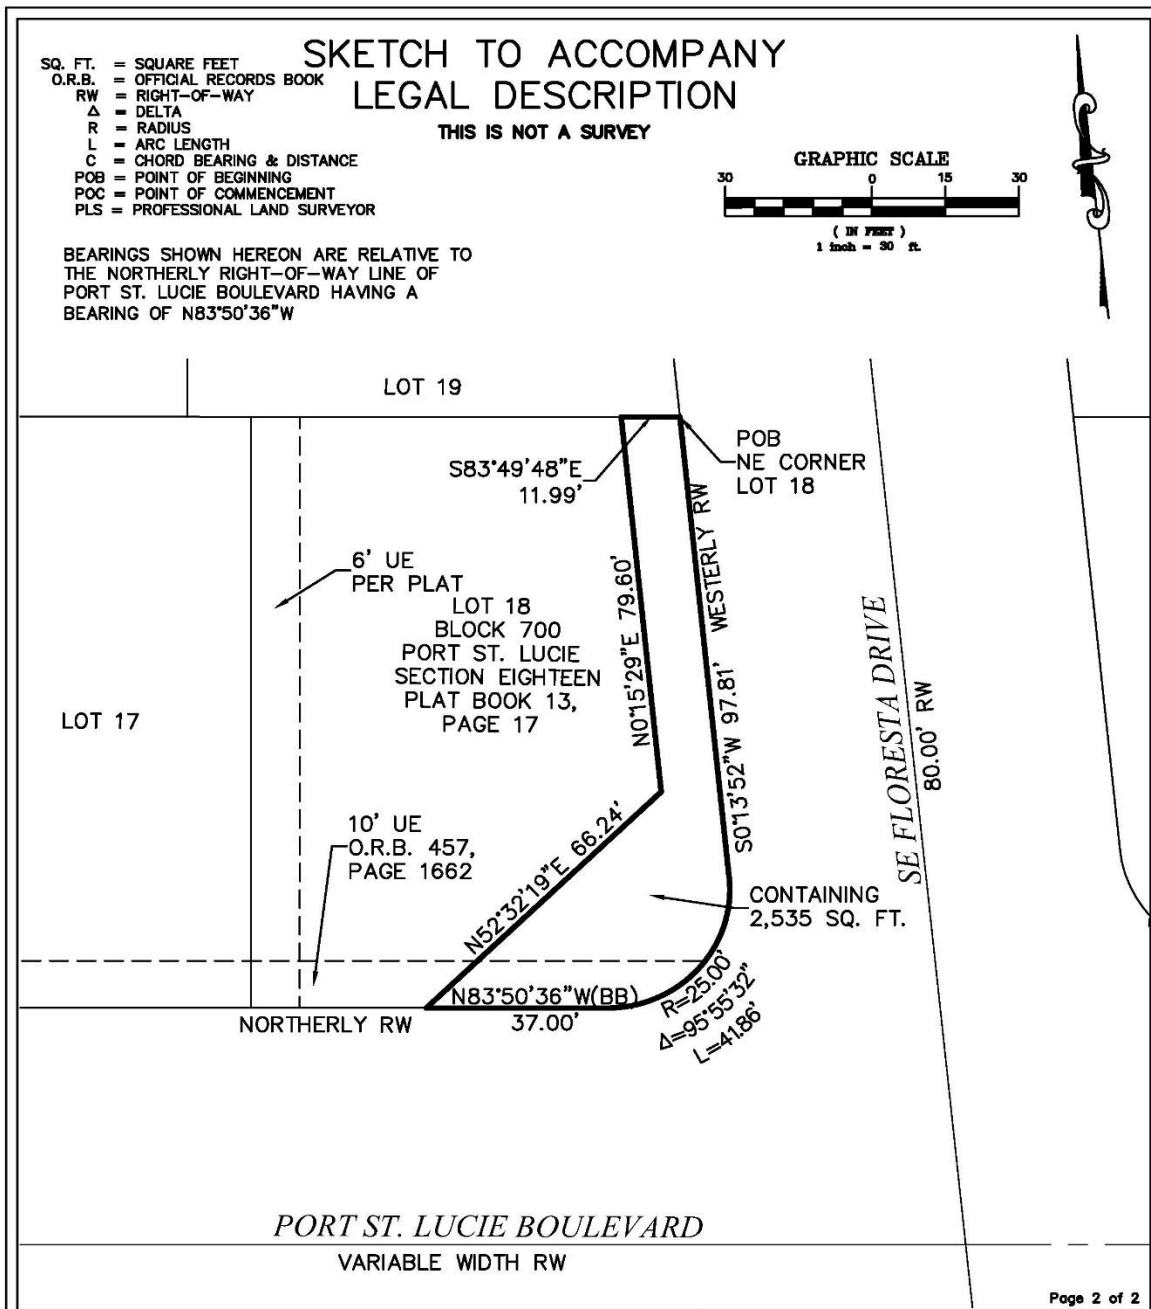 SKETCH TO ACCOMPANY
LEGAL DESCRIPTION
THIS IS NOT A SURVEY
SQ. FT. = SQUARE FEET
O.R.B. = OFFICIAL RECORDS BOOK
RW = RIGHT-OF-WAY
Δ = DELTA
R = RADIUS
L = ARC LENGTH
C = CHORD BEARING & DISTANCE
POB = POINT OF BEGINNING
POC = POINT OF COMMENCEMENT
PLS = PROFESSIONAL LAND SURVEYOR
GRAPHIC SCALE
30 0 15 30
( IN FEET )
1 inch = 30 ft.
BEARINGS SHOWN HEREON ARE RELATIVE TO
THE NORTHERLY RIGHT-OF-WAY LINE OF
PORT ST. LUCIE BOULEVARD HAVING A
BEARING OF N83°50'36"W
LOT 19
POB
NE CORNER
LOT 18
S83°49'48"E
11.99'
6' UE
PER PLAT
LOT 18
BLOCK 700
PORT ST. LUCIE
SECTION EIGHTEEN
PLAT BOOK 13,
PAGE 17
N0°15'29"E 79.60'
S0°13'52"W 97.81' WESTERLY RW
SE FLORESTA DRIVE
80.00' RW
LOT 17
10' UE
O.R.B. 457,
PAGE 1662
N52°32'19"E 66.24'
CONTAINING
2,535 SQ. FT.
N83°50'36"W(BB)
37.00'
NORTHERLY RW
R=25.00'
Δ=95°55'32"
L=41.86'
PORT ST. LUCIE BOULEVARD
VARIABLE WIDTH RW
Page 2 of 2